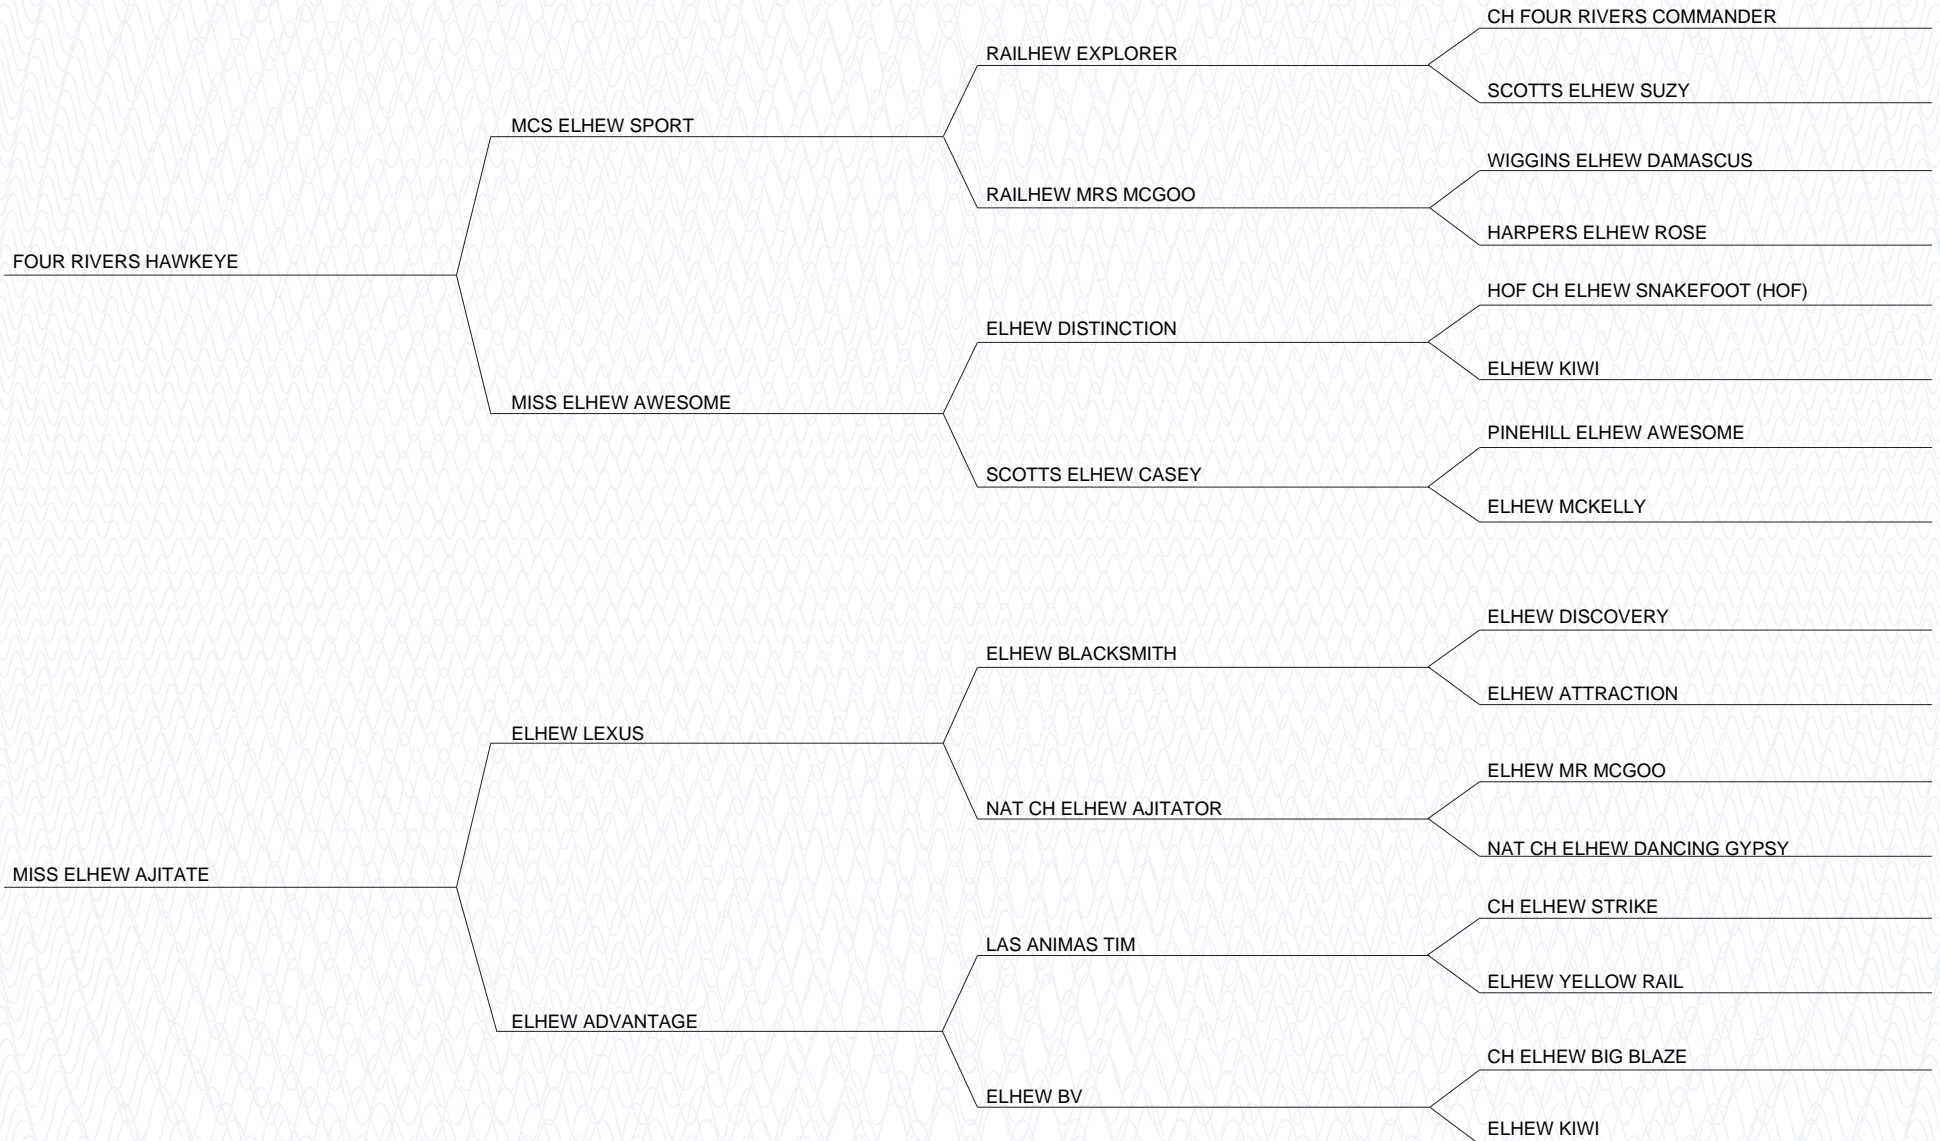 CH FOUR RIVERS COMMANDER
RAILHEW EXPLORER
SCOTTS ELHEW SUZY
MCS ELHEW SPORT
WIGGINS ELHEW DAMASCUS
RAILHEW MRS MCGOO
HARPERS ELHEW ROSE
FOUR RIVERS HAWKEYE
HOF CH ELHEW SNAKEFOOT (HOF)
ELHEW DISTINCTION
ELHEW KIWI
MISS ELHEW AWESOME
PINEHILL ELHEW AWESOME
SCOTTS ELHEW CASEY
ELHEW MCKELLY
ELHEW DISCOVERY
ELHEW BLACKSMITH
ELHEW ATTRACTION
ELHEW LEXUS
ELHEW MR MCGOO
NAT CH ELHEW AJITATOR
NAT CH ELHEW DANCING GYPSY
MISS ELHEW AJITATE
CH ELHEW STRIKE
LAS ANIMAS TIM
ELHEW YELLOW RAIL
ELHEW ADVANTAGE
CH ELHEW BIG BLAZE
ELHEW BV
ELHEW KIWI